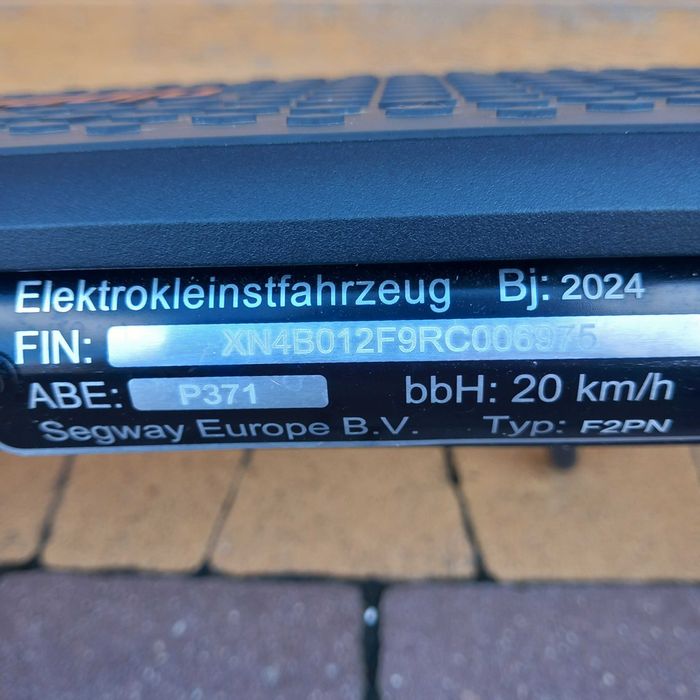 Elektrokleinstfahrzeug Bj: 2024
FIN: XN4B012F9RC006975
ABE: P371 bbH: 20 km/h
Segway Europe B.V. Typ: F2PN